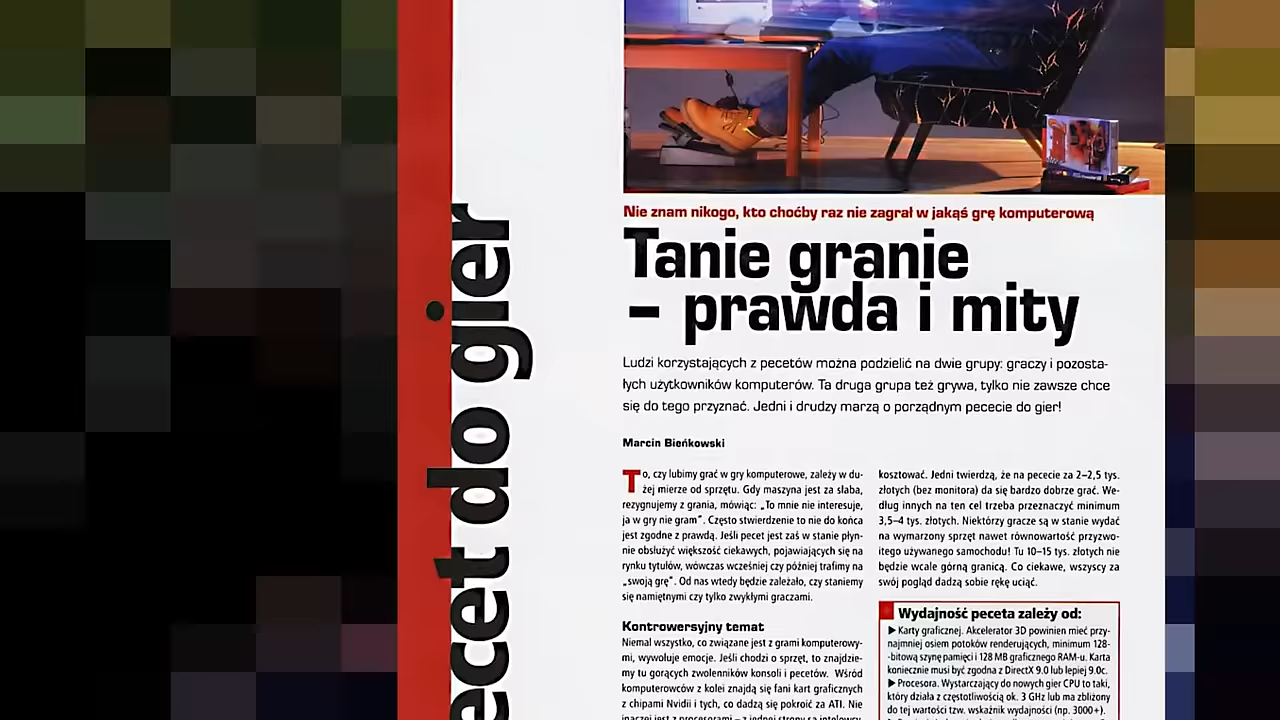 ecet do gier
Nie znam nikogo, kto choćby raz nie zagrał w jakąś grę komputerową
Tanie granie
– prawda i mity
Ludzi korzystających z pecetów można podzielić na dwie grupy: graczy i pozosta-
łych użytkowników komputerów. Ta druga grupa też grywa, tylko nie zawsze chce
się do tego przyznać. Jedni i drudzy marzą o porządnym pececie do gier!
Marcin Bieńkowski
To, czy lubimy grać w gry komputerowe, zależy w du-
żej mierze od sprzętu. Gdy maszyna jest za słaba,
rezygnujemy z grania, mówiąc: „To mnie nie interesuje,
ja w gry nie gram”. Często stwierdzenie to nie do końca
jest zgodne z prawdą. Jeśli pecet jest zaś w stanie płyn-
nie obsłużyć większość ciekawych, pojawiających się na
rynku tytułów, wówczas wcześniej czy później trafimy na
„swoją grę”. Od nas wtedy będzie zależało, czy staniemy
się namiętnymi czy tylko zwykłymi graczami.
Kontrowersyjny temat
Niemal wszystko, co związane jest z grami komputerowy-
mi, wywołuje emocje. Jeśli chodzi o sprzęt, to znajdzie-
my tu gorących zwolenników konsoli i pecetów. Wśród
komputerowców z kolei znajdą się fani kart graficznych
z chipami Nvidii i tych, co dadzą się pokroić za ATI. Nie
inaczej jest z procesorami – z jednej strony są intelowcy,
kosztować. Jedni twierdzą, że na pececie za 2–2,5 tys.
złotych (bez monitora) da się bardzo dobrze grać. We-
dług innych na ten cel trzeba przeznaczyć minimum
3,5–4 tys. złotych. Niektórzy gracze są w stanie wydać
na wymarzony sprzęt nawet równowartość przyzwo-
itego używanego samochodu! Tu 10–15 tys. złotych nie
będzie wcale górną granicą. Co ciekawe, wszyscy za
swój pogląd dadzą sobie rękę uciąć.
Wydajność peceta zależy od:
▶ Karty graficznej. Akcelerator 3D powinien mieć przy-
najmniej osiem potoków renderujących, minimum 128-
-bitową szynę pamięci i 128 MB graficznego RAM-u. Karta
koniecznie musi być zgodna z DirectX 9.0 lub lepiej 9.0c.
▶ Procesora. Wystarczający do nowych gier CPU to taki,
który działa z częstotliwością ok. 3 GHz lub ma zbliżony
do tej wartości tzw. wskaźnik wydajności (np. 3000+).